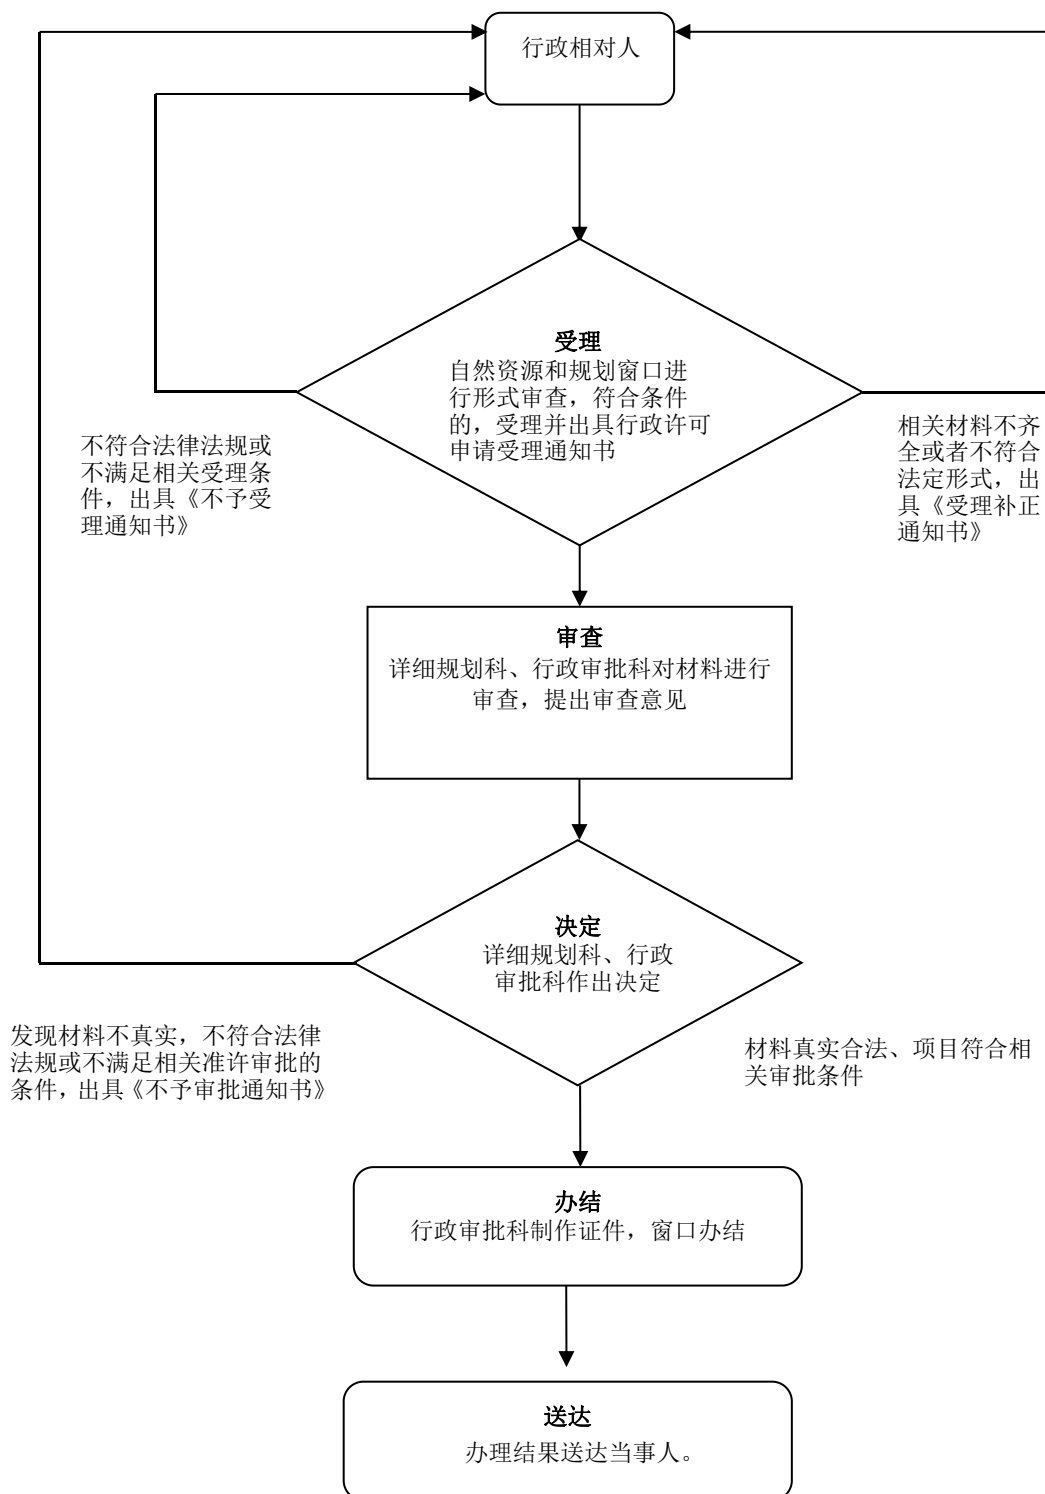 行政相对人
受理
自然资源和规划窗口进
行形式审查，符合条件
的，受理并出具行政许可
申请受理通知书
不符合法律法规或
不满足相关受理条
件，出具《不予受
理通知书》
相关材料不齐
全或者不符合
法定形式，出
具《受理补正
通知书》
审查
详细规划科、行政审批科对材料进行
审查，提出审查意见
决定
详细规划科、行政
审批科作出决定
发现材料不真实，不符合法律
法规或不满足相关准许审批的
条件，出具《不予审批通知书》
材料真实合法、项目符合相
关审批条件
办结
行政审批科制作证件，窗口办结
送达
办理结果送达当事人。